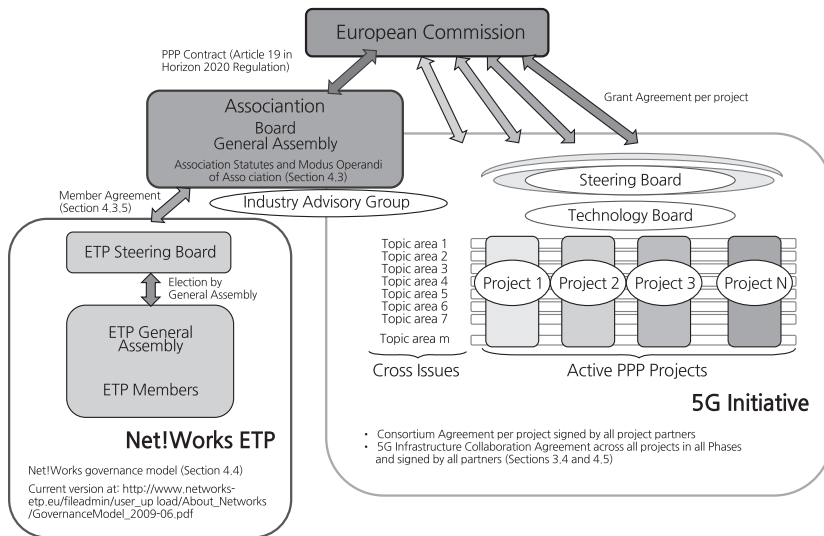 European Commission
PPP Contract (Article 19 in
Horizon 2020 Regulation)
Grant Agreement per project
Associantion
Board
General Assembly
Association Statutes and Modus Operandi
of Asso ciation (Section 4.3)
Industry Advisory Group
Member Agreement
(Section 4.3.5)
ETP Steering Board
Election by
General Assembly
ETP General
Assembly
ETP Members
Net!Works ETP
Net!Works governance model (Section 4.4)
Current version at: http://www.networks-
etp.eu/fileadmin/user_up load/About_Networks
/GovernanceModel_2009-06.pdf
Steering Board
Technology Board
Topic area 1
Topic area 2
Topic area 3
Topic area 4
Topic area 5
Topic area 6
Topic area 7
Topic area m
Project 1
Project 2
Project 3
Project N
Cross Issues
Active PPP Projects
5G Initiative
• Consortium Agreement per project signed by all project partners
• 5G Infrastructure Collaboration Agreement across all projects in all Phases
and signed by all partners (Sections 3.4 and 4.5)